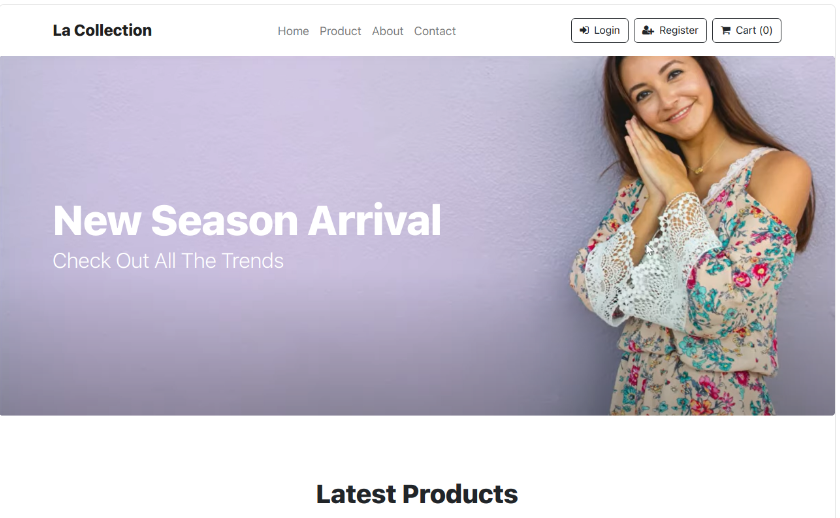 La Collection
Home Product About Contact
Login Register Cart (0)
New Season Arrival
Check Out All The Trends
Latest Products